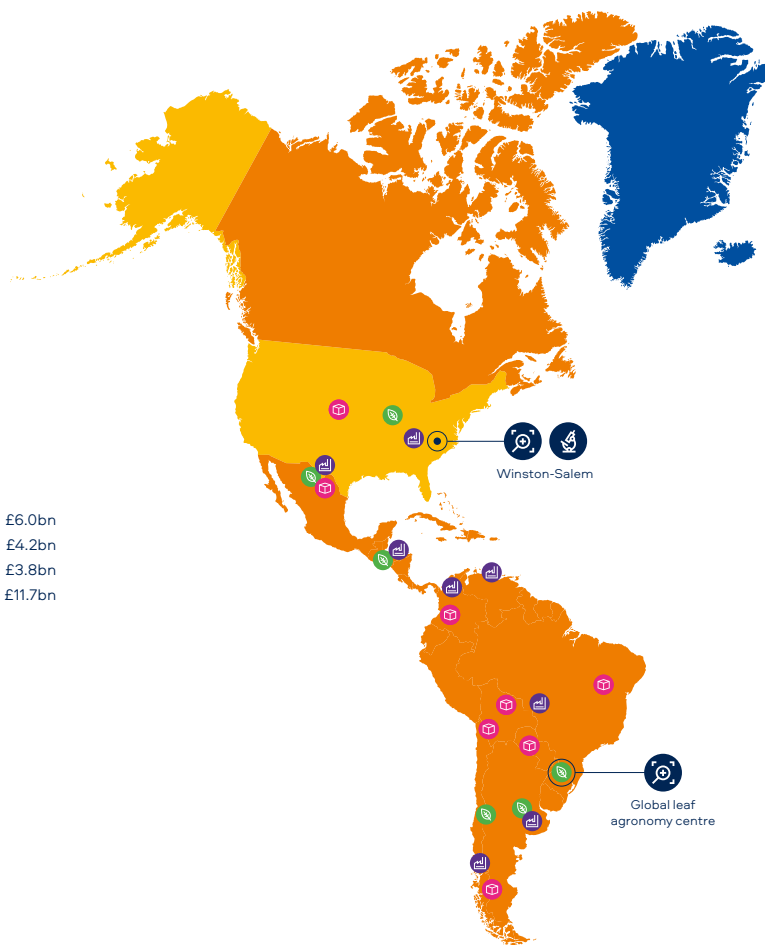 Winston-Salem
£6.0bn
£4.2bn
£3.8bn
£11.7bn
Global leaf
agronomy centre